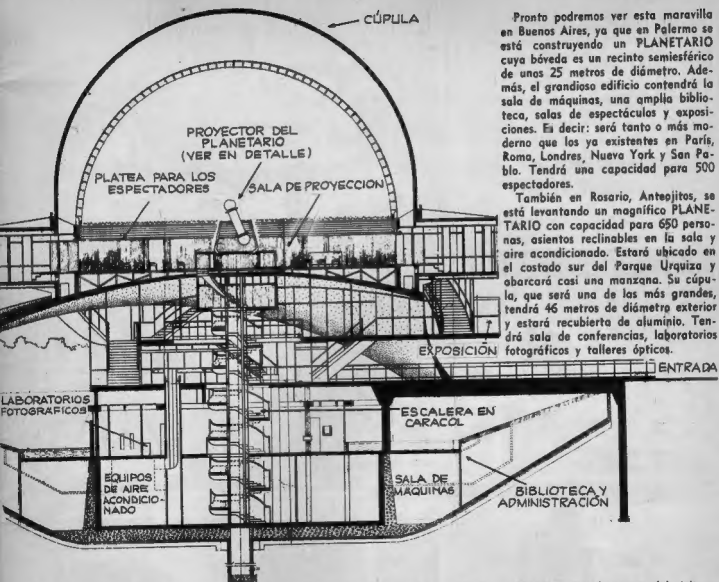 CÚPULA
PROYECTOR DEL
PLANETARIO
(VER EN DETALLE)
PLATEA PARA LOS
ESPECTADORES
SALA DE PROYECCION
EXPOSICIÓN
ENTRADA
LABORATORIOS
FOTOGRÁFICOS
ESCALERA EN
CARACOL
EQUIPOS
DE AIRE
ACONDICIO-
NADO
SALA DE
MAQUINAS
BIBLIOTECA Y
ADMINISTRACIÓN
Pronto podremos ver esta maravilla
en Buenos Aires, ya que en Palermo se
está construyendo un PLANETARIO
cuya bóveda es un recinto semiesférico
de unos 25 metros de diámetro. Ade-
más, el grandioso edificio contendrá la
sala de máquinas, una amplia biblio-
teca, salas de espectáculos y exposi-
ciones. Es decir: será tanto o más mo-
derno que los ya existentes en París,
Roma, Londres, Nueva York y San Pa-
blo. Tendrá una capacidad para 500
espectadores.
También en Rosario, Anteojitos, se
está levantando un magnífico PLANE-
TARIO con capacidad para 650 perso-
nas, asientos reclinables en la sala y
aire acondicionado. Estará ubicado en
el costado sur del Parque Urquiza y
abarcará casi una manzana. Su cúpu-
la, que será una de las más grandes,
tendrá 46 metros de diámetro exterior
y estará recubierta de aluminio. Ten-
drá sala de conferencias, laboratorios
fotográficos y talleres ópticos.